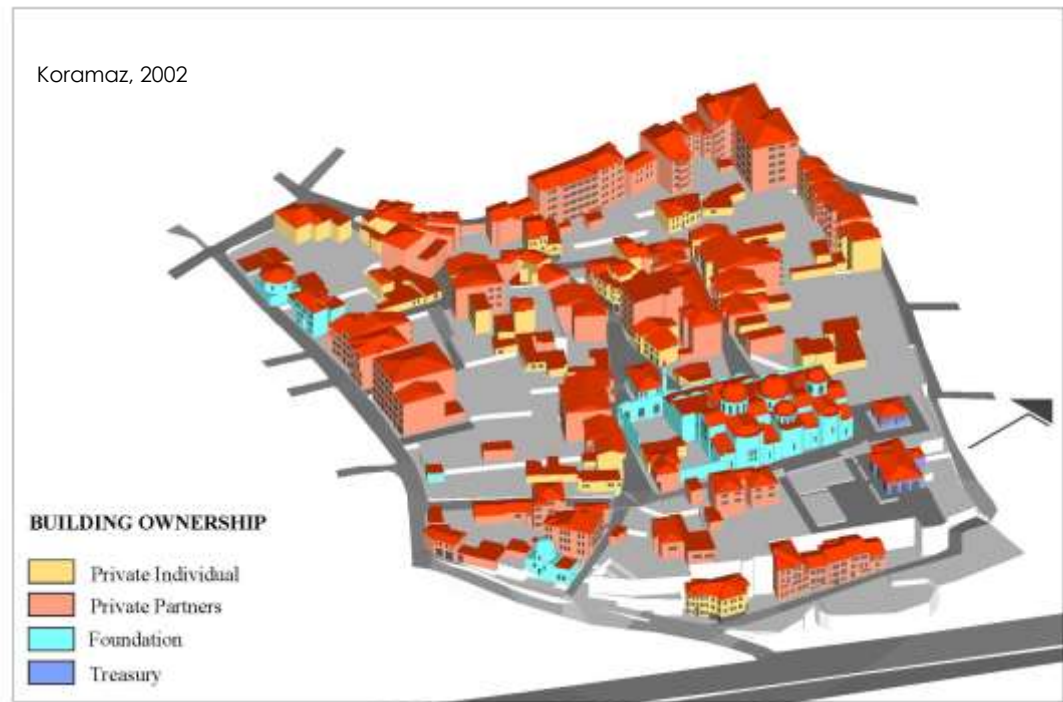 Koramaz, 2002
BUILDING OWNERSHIP
Private Individual
Private Partners
Foundation
Treasury